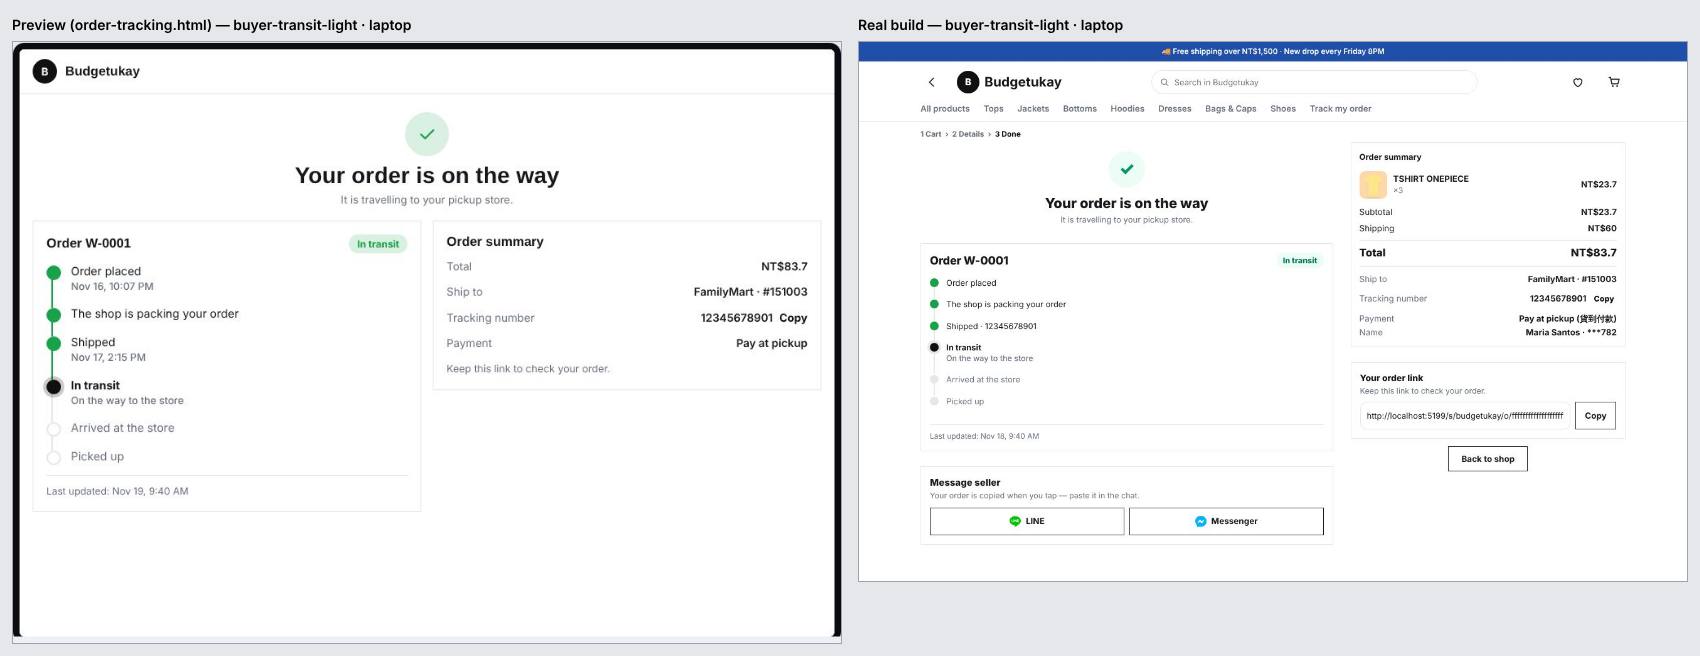 Preview (order-tracking.html) — buyer-transit-light · laptop
B Budgetukay
Your order is on the way
It is travelling to your pickup store.
Order W-0001 In transit
Order placed
Nov 16, 10:07 PM
The shop is packing your order
Shipped
Nov 17, 2:15 PM
In transit
On the way to the store
Arrived at the store
Picked up
Last updated: Nov 19, 9:40 AM
Order summary
Total NT$83.7
Ship to FamilyMart · #151003
Tracking number 12345678901 Copy
Payment Pay at pickup
Keep this link to check your order.
Real build — buyer-transit-light · laptop
🚚 Free shipping over NT$1,500 · New drop every Friday 8PM
B Budgetukay
Search in Budgetukay
All products Tops Jackets Bottoms Hoodies Dresses Bags & Caps Shoes Track my order
1 Cart › 2 Details › 3 Done
Your order is on the way
It is travelling to your pickup store.
Order W-0001 In transit
Order placed
The shop is packing your order
Shipped · 12345678901
In transit
On the way to the store
Arrived at the store
Picked up
Last updated: Nov 18, 9:40 AM
Message seller
Your order is copied when you tap — paste it in the chat.
LINE Messenger
Order summary
TSHIRT ONEPIECE NT$23.7
×3
Subtotal NT$23.7
Shipping NT$60
Total NT$83.7
Ship to FamilyMart · #151003
Tracking number 12345678901 Copy
Payment Pay at pickup (貨到付款)
Name Maria Santos · ***782
Your order link
Keep this link to check your order.
http://localhost:5199/s/budgetukay/o/ffffffffffffffffffff Copy
Back to shop